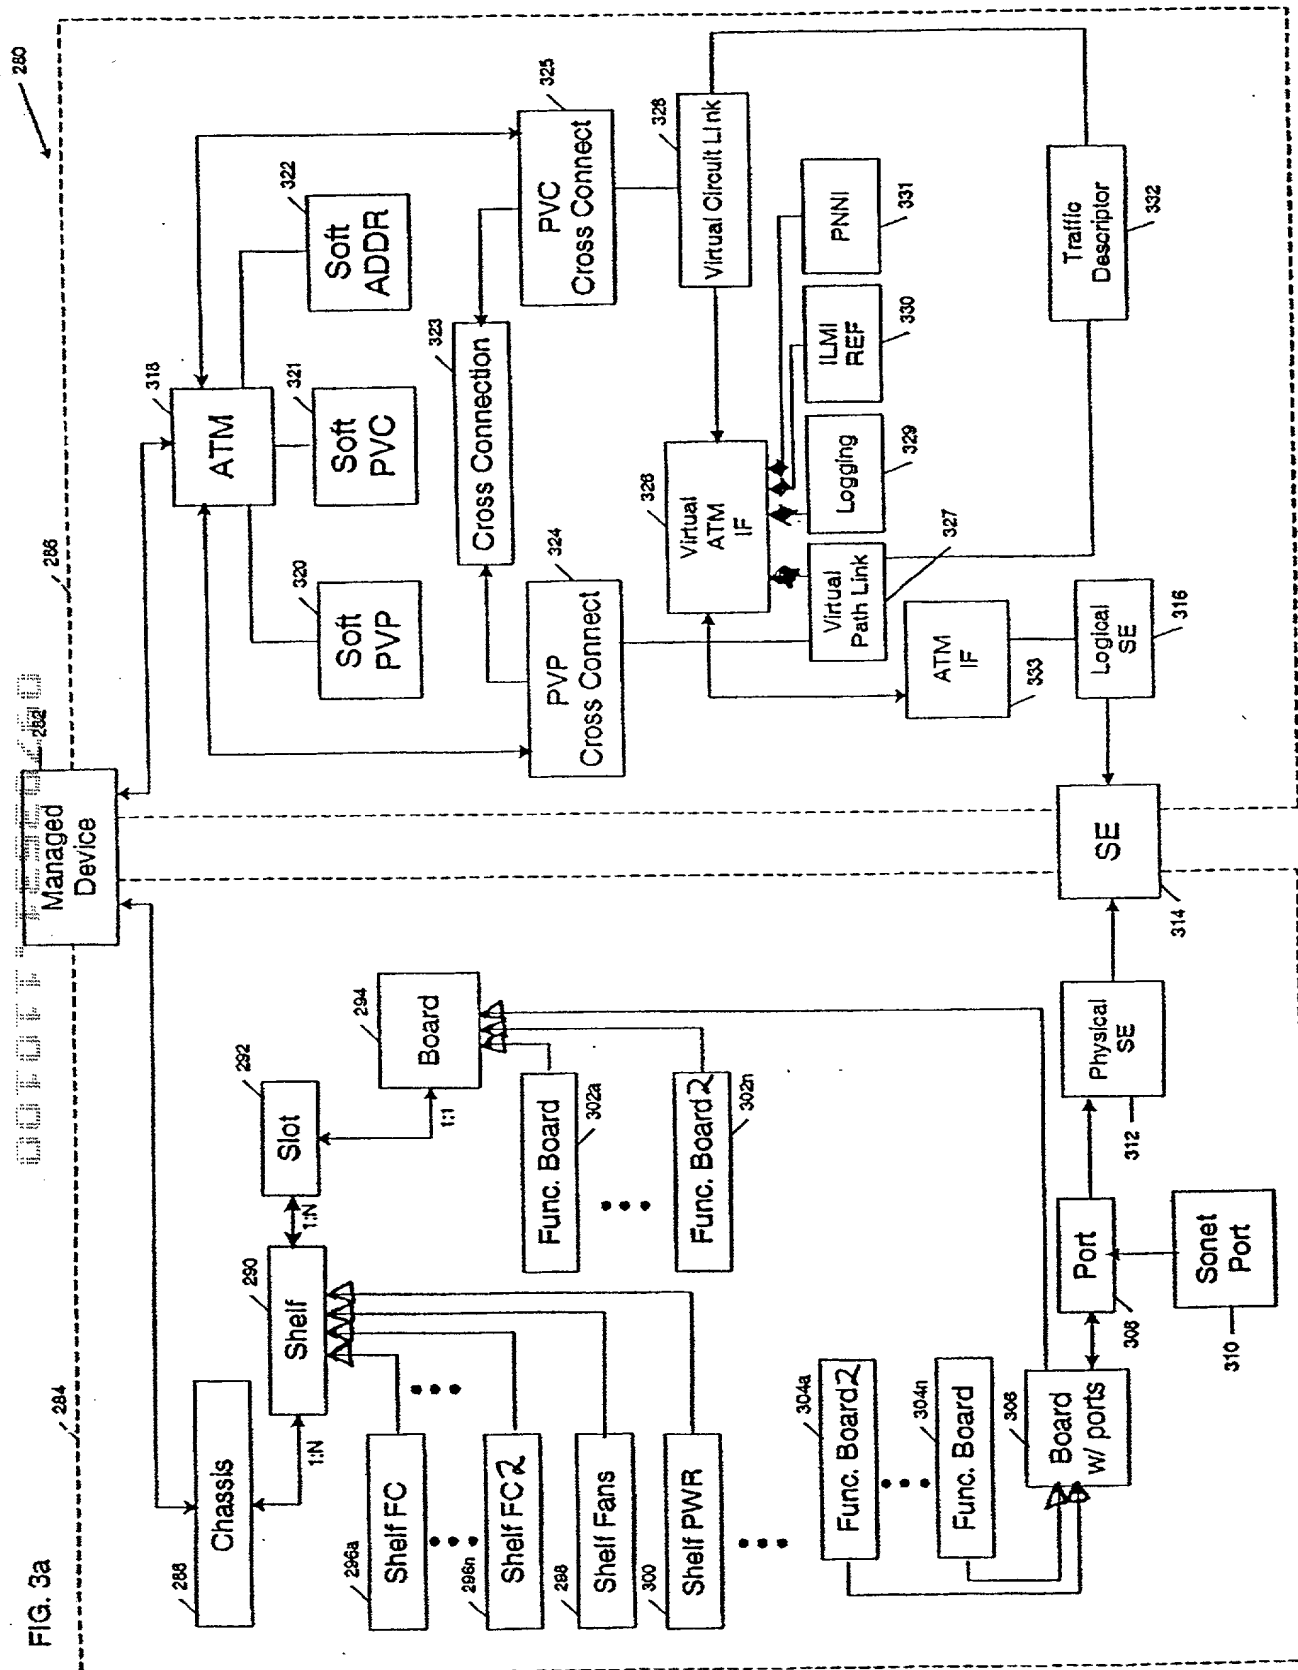 FIG. 3a
280
282
Managed
Device
284
286
288
Chassis
1:N
290
Shelf
1:N
292
Slot
1:1
294
Board
296a
Shelf FC
296n
Shelf FC2
298
Shelf Fans
300
Shelf PWR
Func. Board
302a
Func. Board2
302n
304a
Func. Board2
304n
Func. Board
306
Board
w/ ports
Port
308
Sonet
Port
310
Physical
SE
312
SE
314
Logical
SE
316
318
ATM
320
Soft
PVP
321
Soft
PVC
322
Soft
ADDR
323
Cross Connection
324
PVP
Cross Connect
325
PVC
Cross Connect
326
Virtual
ATM
IF
Virtual
Path Link
327
328
Virtual Circuit Link
Logging
329
ILMI
REF
330
PNNI
331
Traffic
Descriptor
332
ATM
IF
333